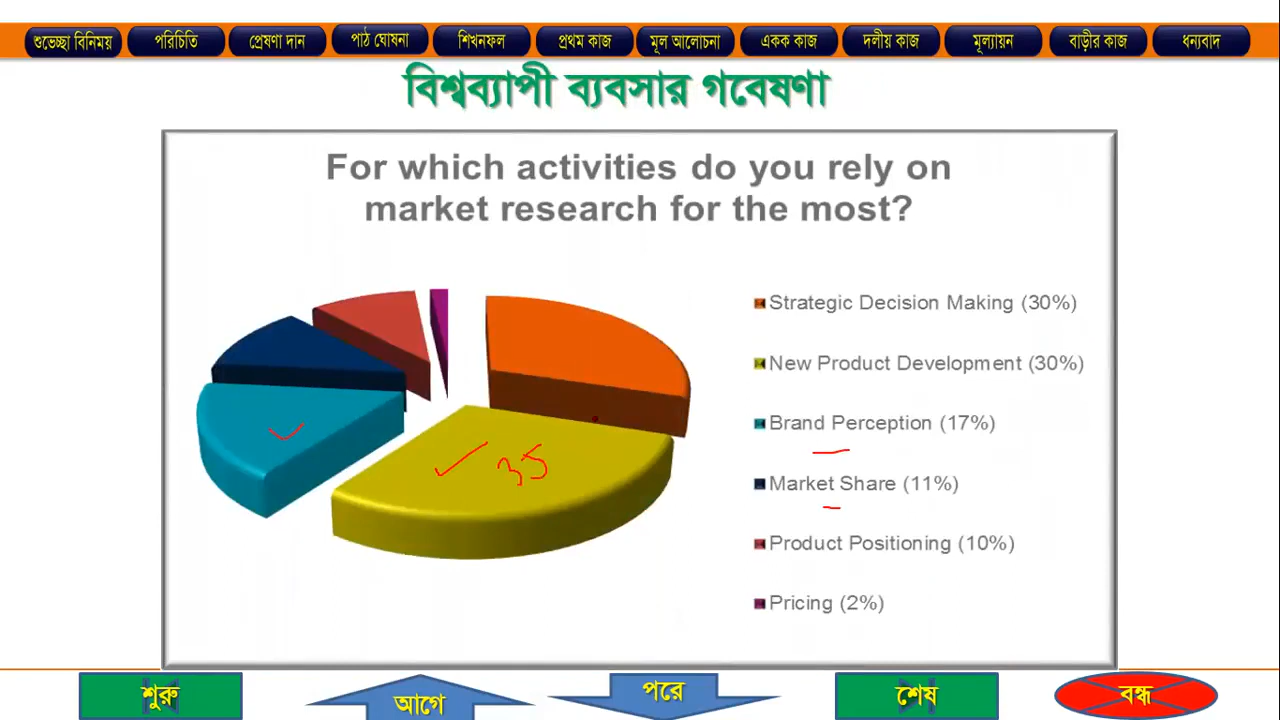 শুভেচ্ছা বিনিময় পরিচিতি প্রেষণা দান পাঠ ঘোষনা শিখনফল প্রথম কাজ মূল আলোচনা একক কাজ দলীয় কাজ মূল্যায়ন বাড়ীর কাজ ধন্যবাদ
বিশ্বব্যাপী ব্যবসার গবেষণা
For which activities do you rely on
market research for the most?
Strategic Decision Making (30%)
New Product Development (30%)
Brand Perception (17%)
35
Market Share (11%)
Product Positioning (10%)
Pricing (2%)
শুরু আগে পরে শেষ বন্ধ